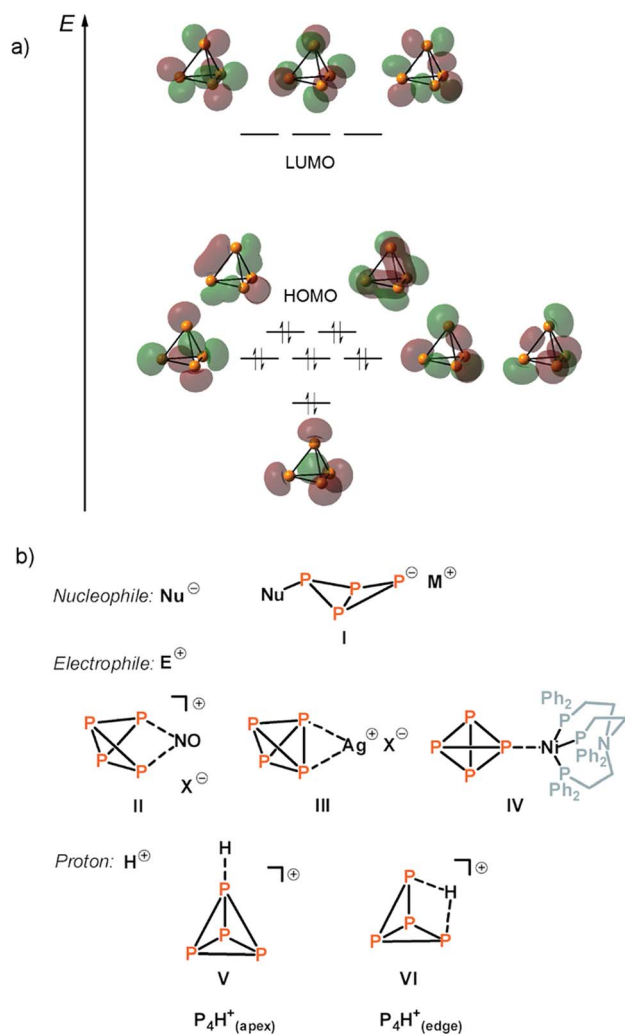 a)
E
LUMO
HOMO
b)
Nucleophile: Nu⊖
Nu P P P P⊖ M⊕
I
Electrophile: E⊕
P P P P NO ⊕ X⊖
II
P P P P Ag⊕ X⊖
III
P P P P Ni Ph2 P P Ph2 P Ph2 N
IV
Proton: H⊕
H P P P P ⊕
V
P P P P H ⊕
VI
P4H+(apex)
P4H+(edge)